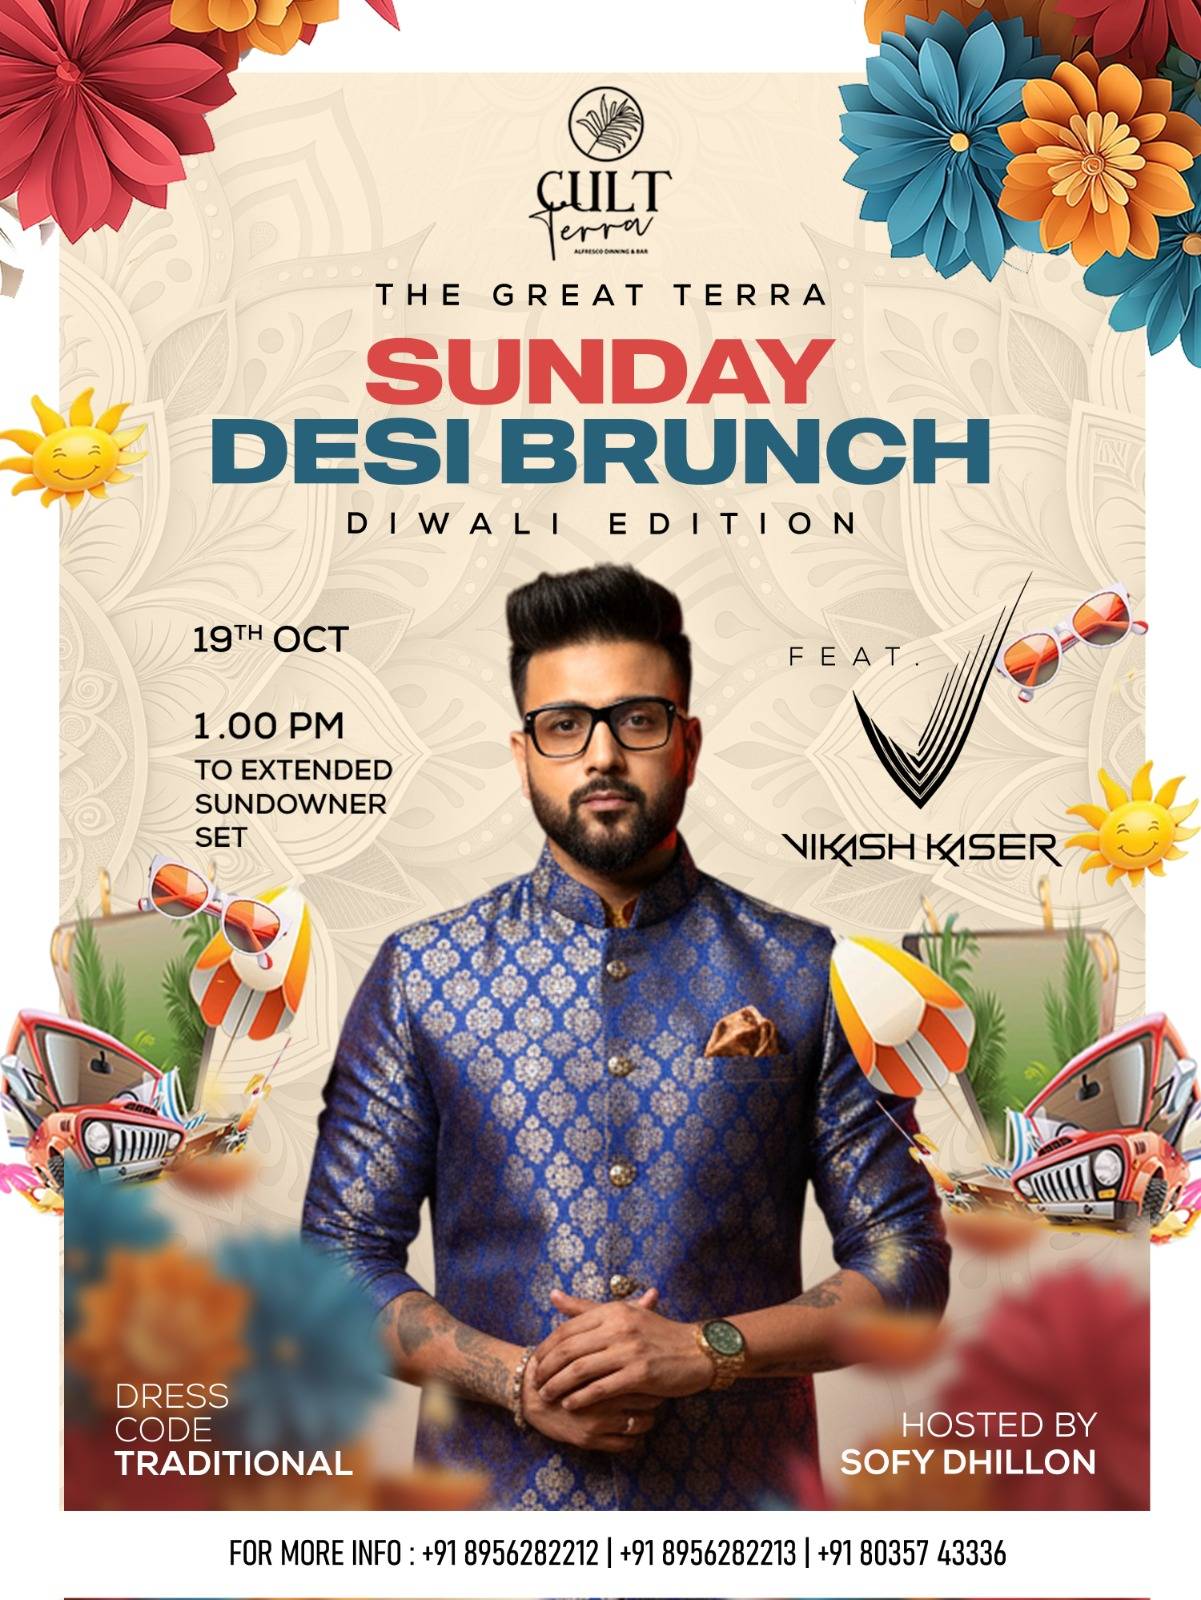 CULT
Terra
ALFRESCO DINNING & BAR
THE GREAT TERRA
SUNDAY
DESI BRUNCH
DIWALI EDITION
19TH OCT
1.00 PM
TO EXTENDED
SUNDOWNER
SET
FEAT.
VIKASH KASER
DRESS
CODE
TRADITIONAL
HOSTED BY
SOFY DHILLON
FOR MORE INFO : +91 8956282212 | +91 8956282213 | +91 80357 43336